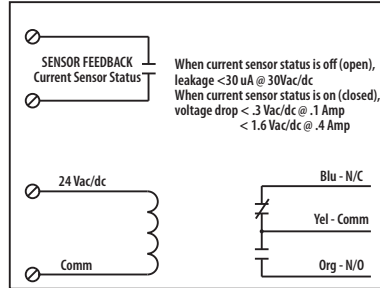 SENSOR FEEDBACK
Current Sensor Status
When current sensor status is off (open),
leakage <30 uA @ 30Vac/dc
When current sensor status is on (closed),
voltage drop < .3 Vac/dc @ .1 Amp
< 1.6 Vac/dc @ .4 Amp
24 Vac/dc
Blu - N/C
Yel - Comm
Comm
Org - N/O